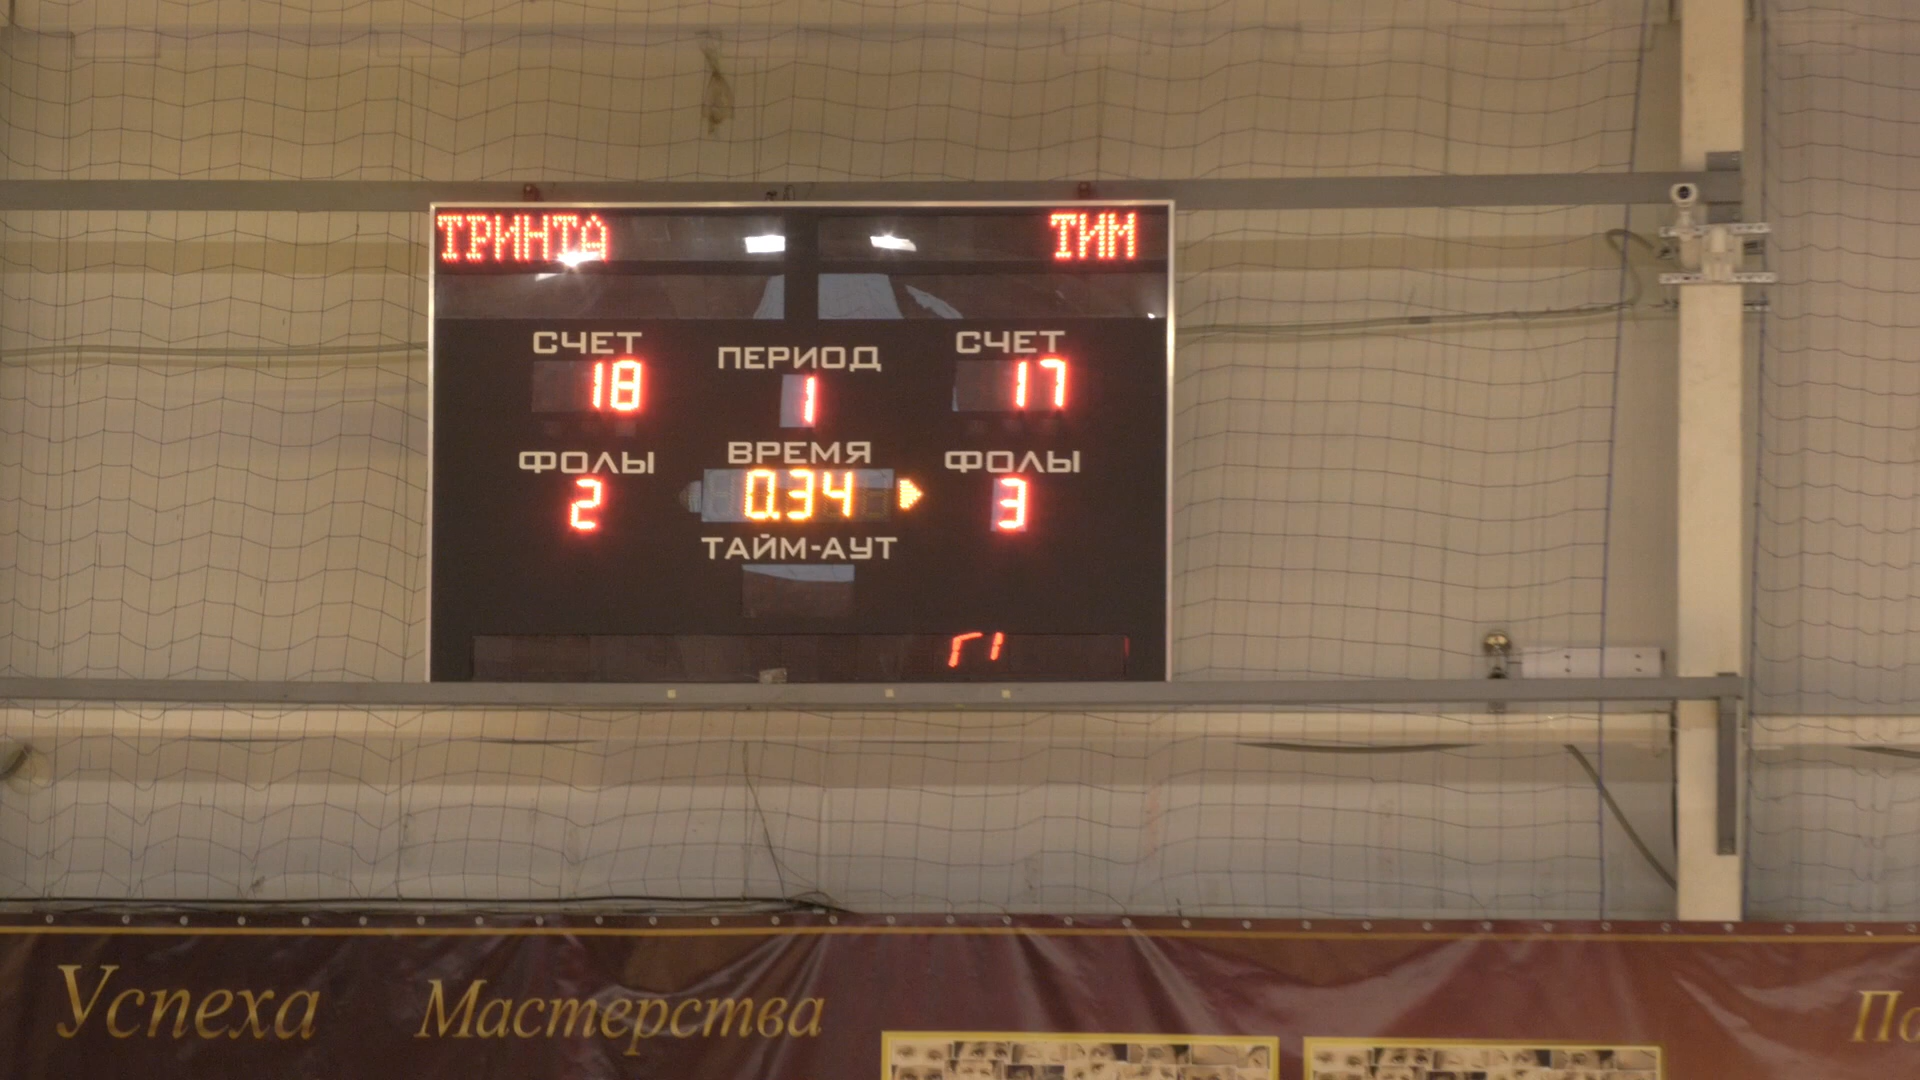 ТРИНТА ТИМ
СЧЕТ ПЕРИОД СЧЕТ
18 1 17
ФОЛЫ ВРЕМЯ ФОЛЫ
2 0.34 3
ТАЙМ-АУТ
Успеха Мастерства